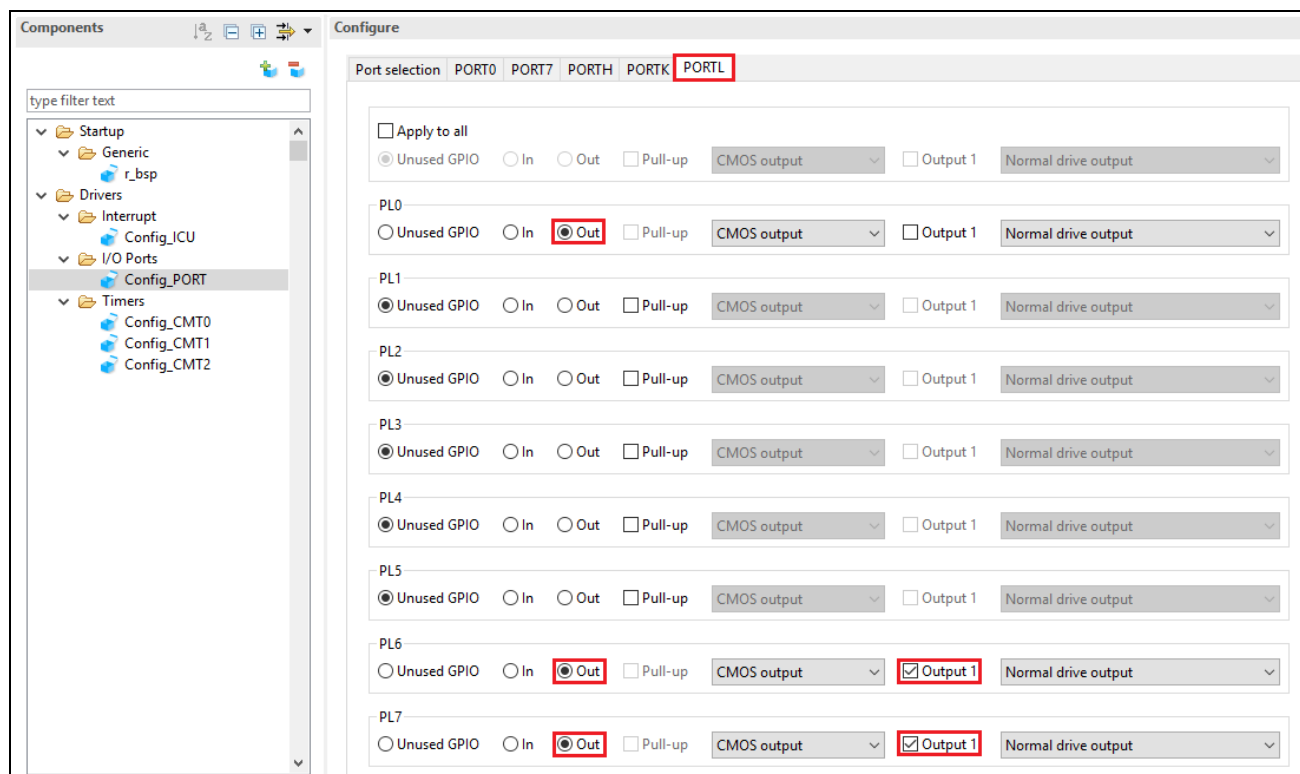 Components
Configure
Port selection PORT0 PORT7 PORTH PORTK PORTL
type filter text
Startup
Generic
r_bsp
Drivers
Interrupt
Config_ICU
I/O Ports
Config_PORT
Timers
Config_CMT0
Config_CMT1
Config_CMT2
Apply to all
Unused GPIO In Out Pull-up CMOS output Output 1 Normal drive output
PL0
Unused GPIO In Out Pull-up CMOS output Output 1 Normal drive output
PL1
Unused GPIO In Out Pull-up CMOS output Output 1 Normal drive output
PL2
Unused GPIO In Out Pull-up CMOS output Output 1 Normal drive output
PL3
Unused GPIO In Out Pull-up CMOS output Output 1 Normal drive output
PL4
Unused GPIO In Out Pull-up CMOS output Output 1 Normal drive output
PL5
Unused GPIO In Out Pull-up CMOS output Output 1 Normal drive output
PL6
Unused GPIO In Out Pull-up CMOS output Output 1 Normal drive output
PL7
Unused GPIO In Out Pull-up CMOS output Output 1 Normal drive output